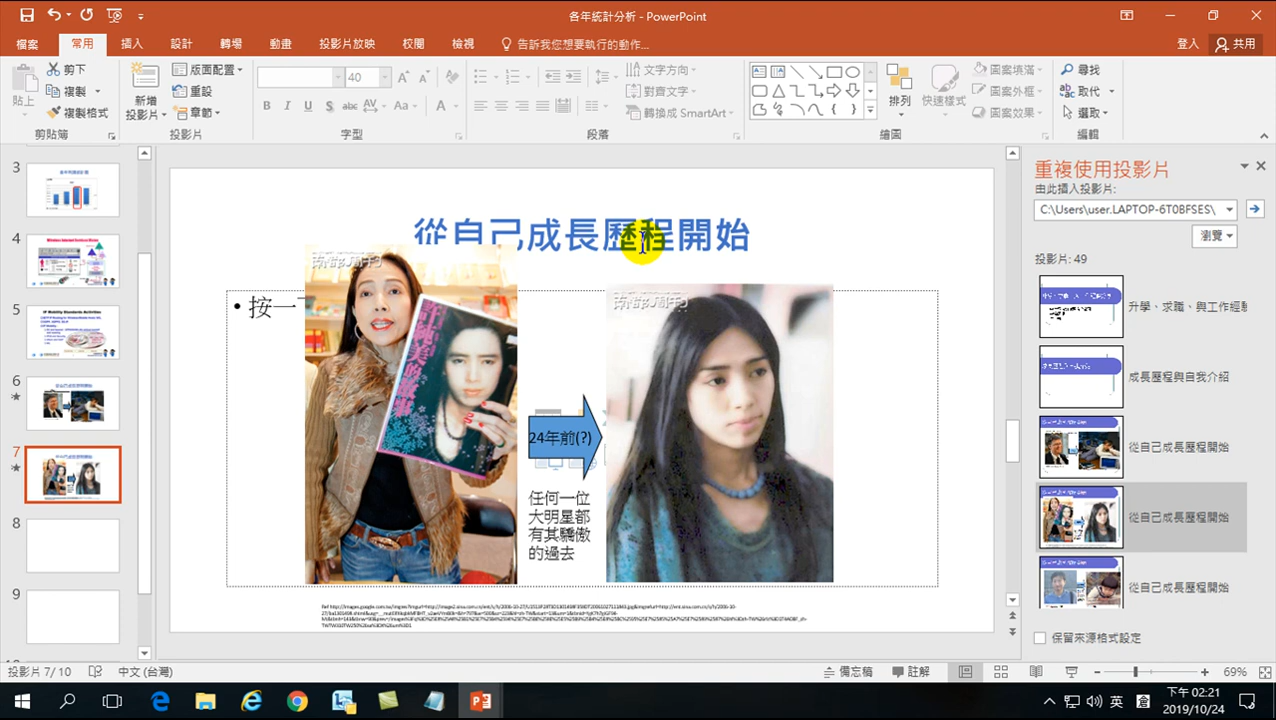 各年統計分析 - PowerPoint
檔案 常用 插入 設計 轉場 動畫 投影片放映 校閱 檢視 告訴我您想要執行的動作... 登入 共用
貼上 剪下 複製 複製格式 剪貼簿
新增投影片 版面配置 重設 章節 投影片
40
字型
文字方向
對齊文字
轉換成 SmartArt
段落
排列 快速樣式 圖案填滿 圖案外框 圖案效果 繪圖
尋找
取代
選取
編輯
3
4
5
6
7
8
9
從自己成長歷程開始
• 按一
24年前(?)
任何一位
大明星都
有其驕傲
的過去
重複使用投影片
由此插入投影片:
C:\Users\user.LAPTOP-6T0BFSES\
瀏覽
投影片: 49
升學、求職、與工作經驗
成長歷程與自我介紹
從自己成長歷程開始
從自己成長歷程開始
從自己成長歷程開始
保留來源格式設定
投影片 7/10 中文 (台灣) 備忘稿 註解 69%
英 下午 02:21
2019/10/24